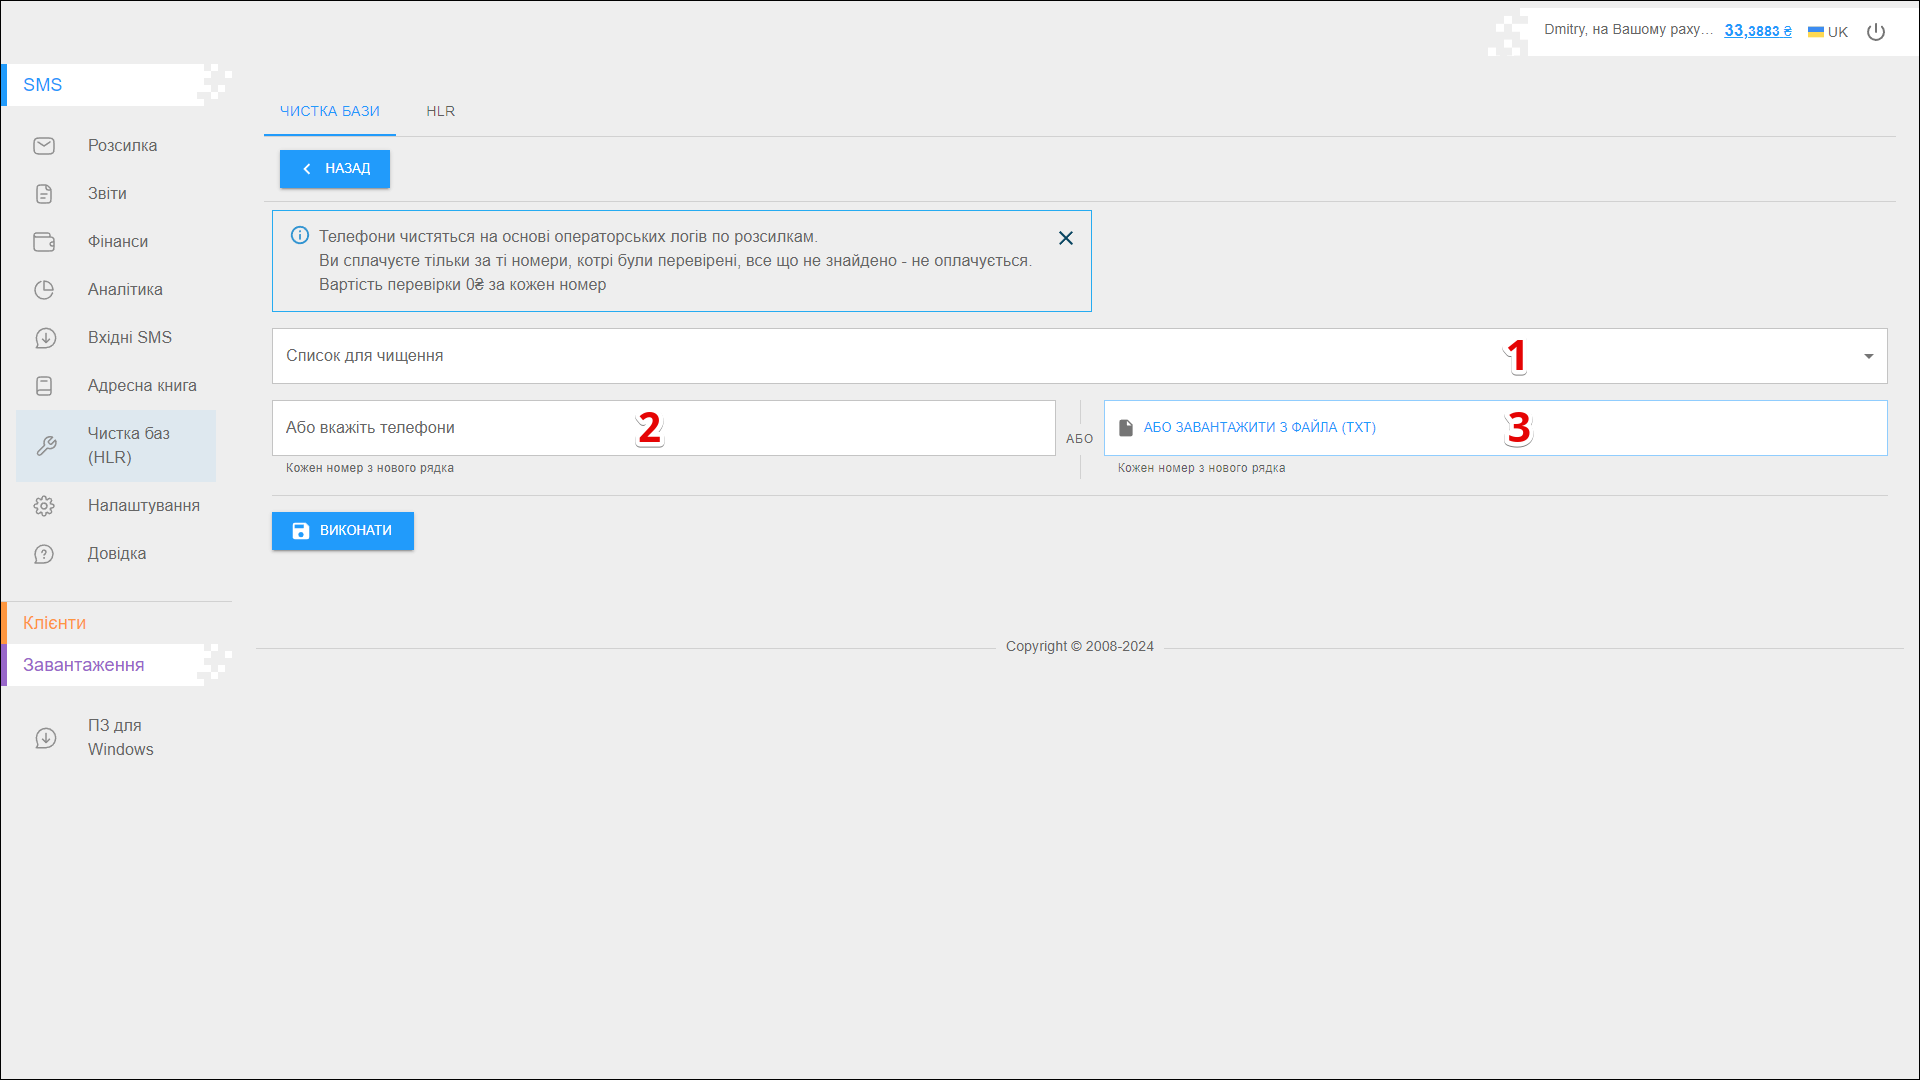 Dmitry, на Вашому раху... 33,3883 ₴ UK
SMS
Розсилка
Звіти
Фінанси
Аналітика
Вхідні SMS
Адресна книга
Чистка баз
(HLR)
Налаштування
Довідка
Клієнти
Завантаження
ПЗ для
Windows
ЧИСТКА БАЗИ HLR
НАЗАД
Телефони чистяться на основі операторських логів по розсилкам.
Ви сплачуєте тільки за ті номери, котрі були перевірені, все що не знайдено - не оплачується.
Вартість перевірки 0₴ за кожен номер
Список для чищення 1
Або вкажіть телефони 2
Кожен номер з нового рядка
АБО
АБО ЗАВАНТАЖИТИ З ФАЙЛА (TXT) 3
Кожен номер з нового рядка
ВИКОНАТИ
Copyright © 2008-2024